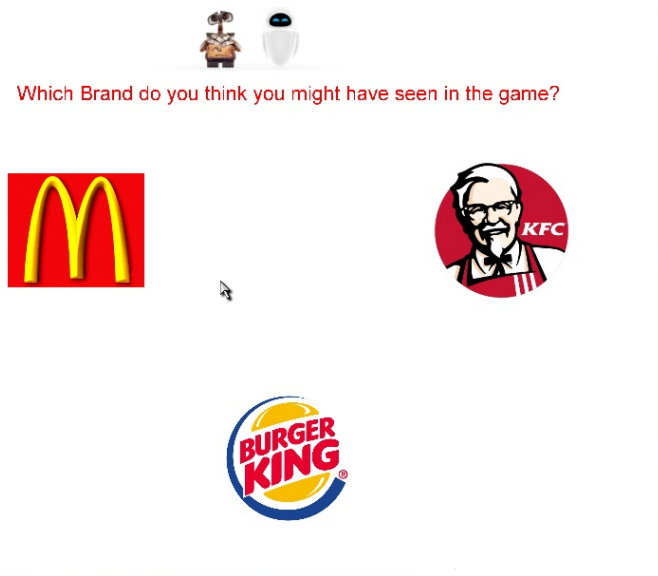 Which Brand do you think you might have seen in the game?
KFC
BURGER
KING®